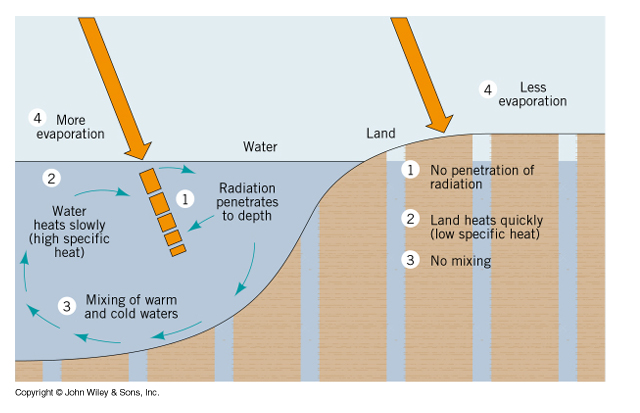 4 More
evaporation
Water
Land
4 Less
evaporation
2
Water
heats slowly
(high specific
heat)
1
Radiation
penetrates
to depth
3 Mixing of warm
and cold waters
1 No penetration of
radiation
2 Land heats quickly
(low specific heat)
3 No mixing
Copyright © John Wiley & Sons, Inc.